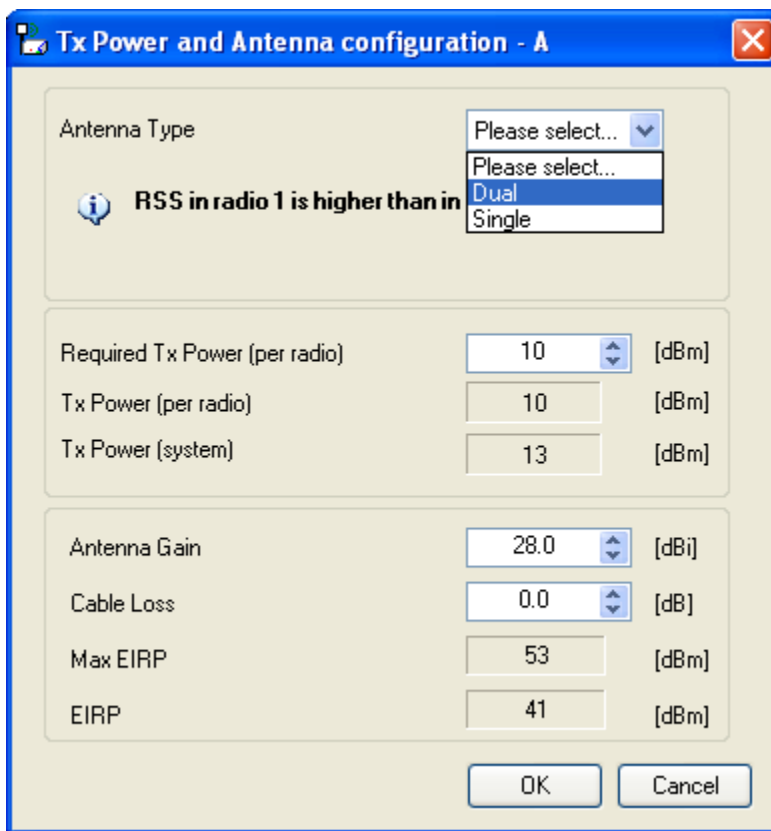 Tx Power and Antenna configuration - A
Antenna Type Please select...
Please select...
Dual
Single
RSS in radio 1 is higher than in
Required Tx Power (per radio) 10 [dBm]
Tx Power (per radio) 10 [dBm]
Tx Power (system) 13 [dBm]
Antenna Gain 28.0 [dBi]
Cable Loss 0.0 [dB]
Max EIRP 53 [dBm]
EIRP 41 [dBm]
OK Cancel